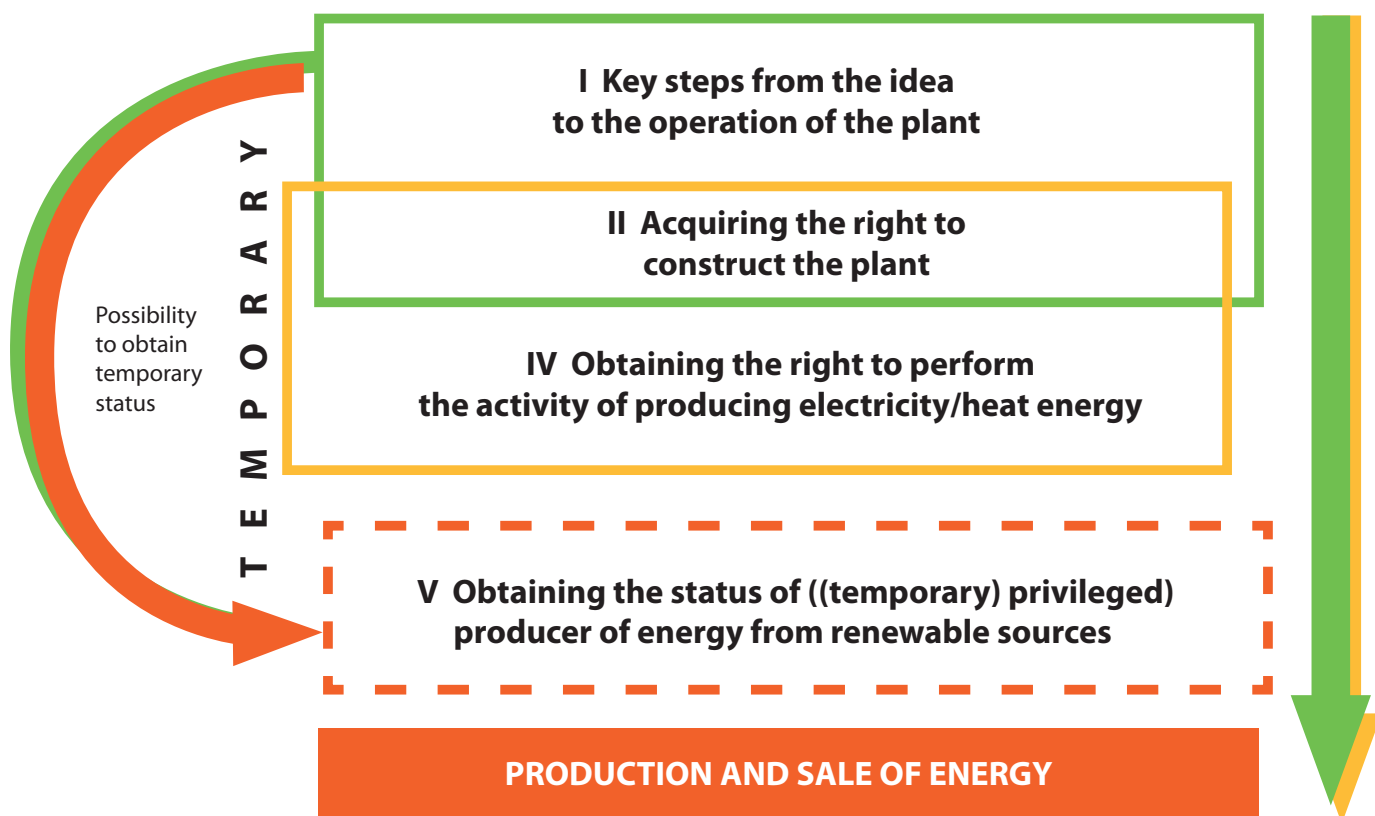 I Key steps from the idea
to the operation of the plant
II Acquiring the right to
construct the plant
IV Obtaining the right to perform
the activity of producing electricity/heat energy
TEMPORARY
Possibility
to obtain
temporary
status
V Obtaining the status of ((temporary) privileged)
producer of energy from renewable sources
PRODUCTION AND SALE OF ENERGY